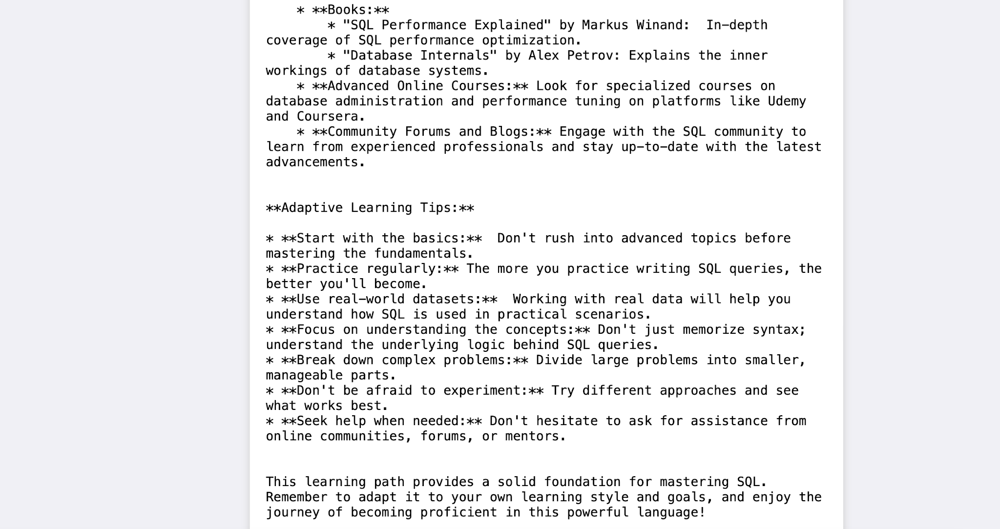 * **Books:**
* "SQL Performance Explained" by Markus Winand:  In-depth
coverage of SQL performance optimization.
* "Database Internals" by Alex Petrov: Explains the inner
workings of database systems.
* **Advanced Online Courses:** Look for specialized courses on
database administration and performance tuning on platforms like Udemy
and Coursera.
* **Community Forums and Blogs:** Engage with the SQL community to
learn from experienced professionals and stay up-to-date with the latest
advancements.
**Adaptive Learning Tips:**
* **Start with the basics:**  Don't rush into advanced topics before
mastering the fundamentals.
* **Practice regularly:** The more you practice writing SQL queries, the
better you'll become.
* **Use real-world datasets:**  Working with real data will help you
understand how SQL is used in practical scenarios.
* **Focus on understanding the concepts:** Don't just memorize syntax;
understand the underlying logic behind SQL queries.
* **Break down complex problems:** Divide large problems into smaller,
manageable parts.
* **Don't be afraid to experiment:** Try different approaches and see
what works best.
* **Seek help when needed:** Don't hesitate to ask for assistance from
online communities, forums, or mentors.
This learning path provides a solid foundation for mastering SQL.
Remember to adapt it to your own learning style and goals, and enjoy the
journey of becoming proficient in this powerful language!